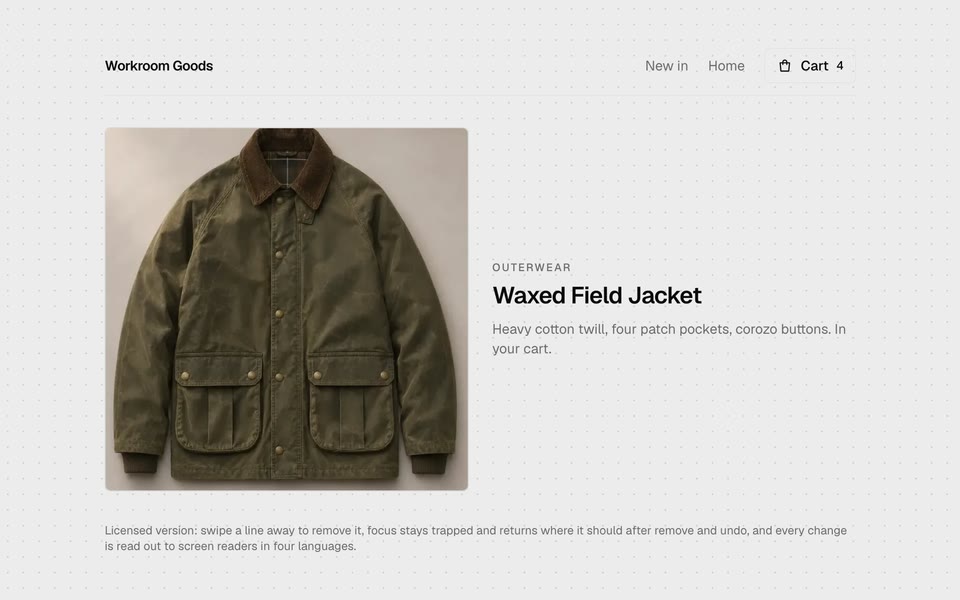 Workroom Goods
New in
Home
Cart 4
OUTERWEAR
Waxed Field Jacket
Heavy cotton twill, four patch pockets, corozo buttons. In
your cart.
Licensed version: swipe a line away to remove it, focus stays trapped and returns where it should after remove and undo, and every change
is read out to screen readers in four languages.